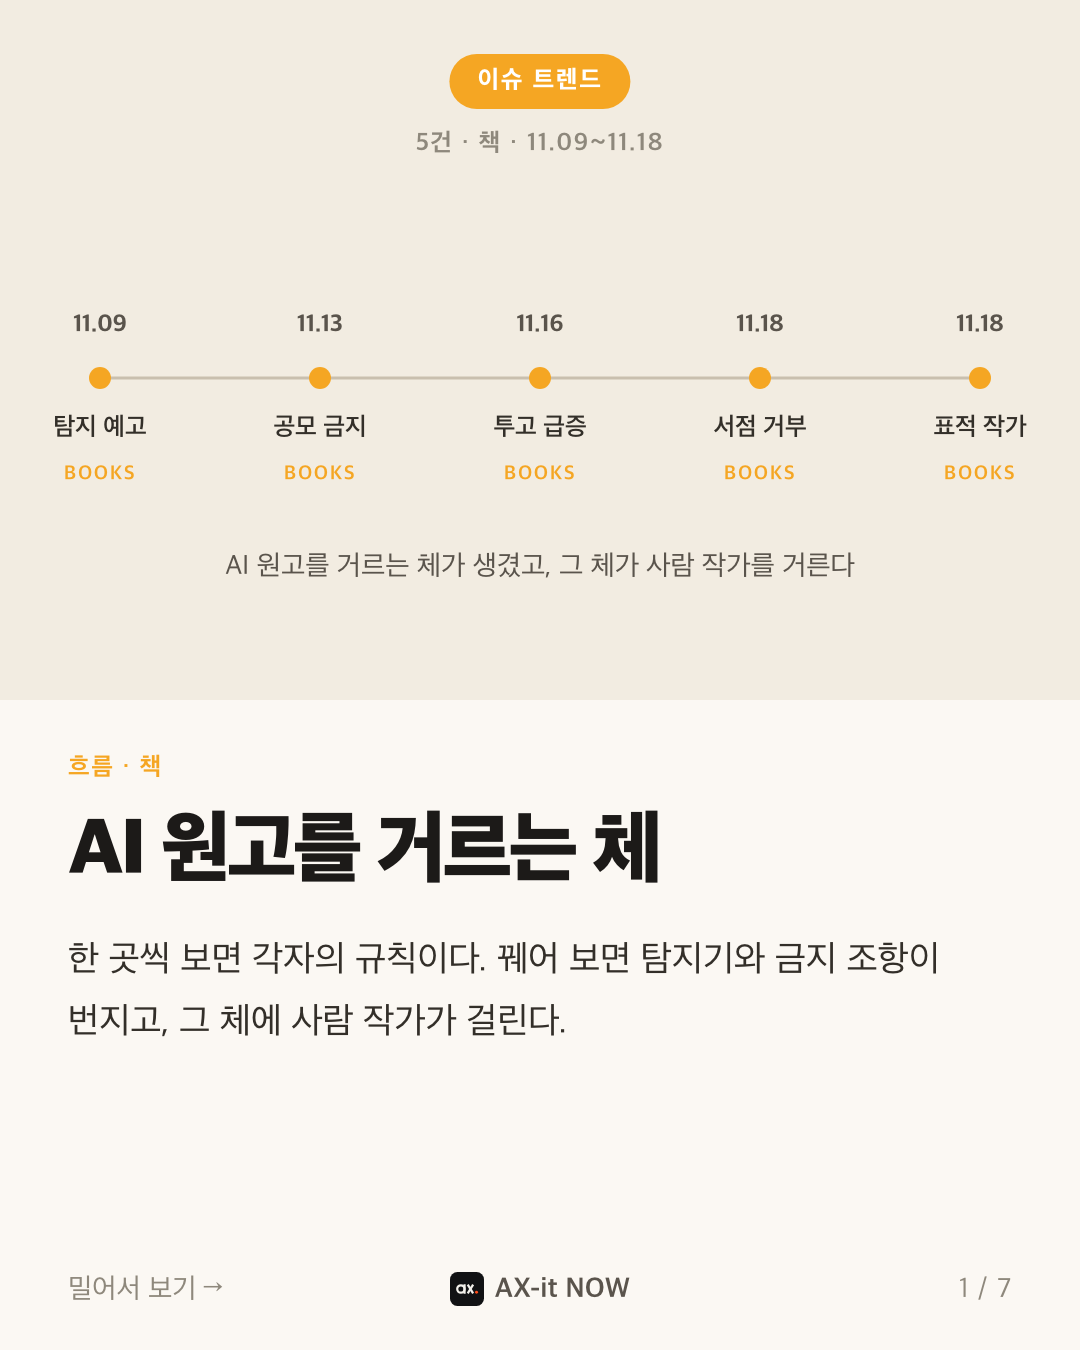 이슈 트렌드
5건 · 책 · 11.09~11.18
11.09 11.13 11.16 11.18 11.18
탐지 예고 공모 금지 투고 급증 서점 거부 표적 작가
BOOKS BOOKS BOOKS BOOKS BOOKS
AI 원고를 거르는 체가 생겼고, 그 체가 사람 작가를 거른다
흐름 · 책
AI 원고를 거르는 체
한 곳씩 보면 각자의 규칙이다. 꿰어 보면 탐지기와 금지 조항이
번지고, 그 체에 사람 작가가 걸린다.
밀어서 보기 → ax. AX-it NOW 1 / 7